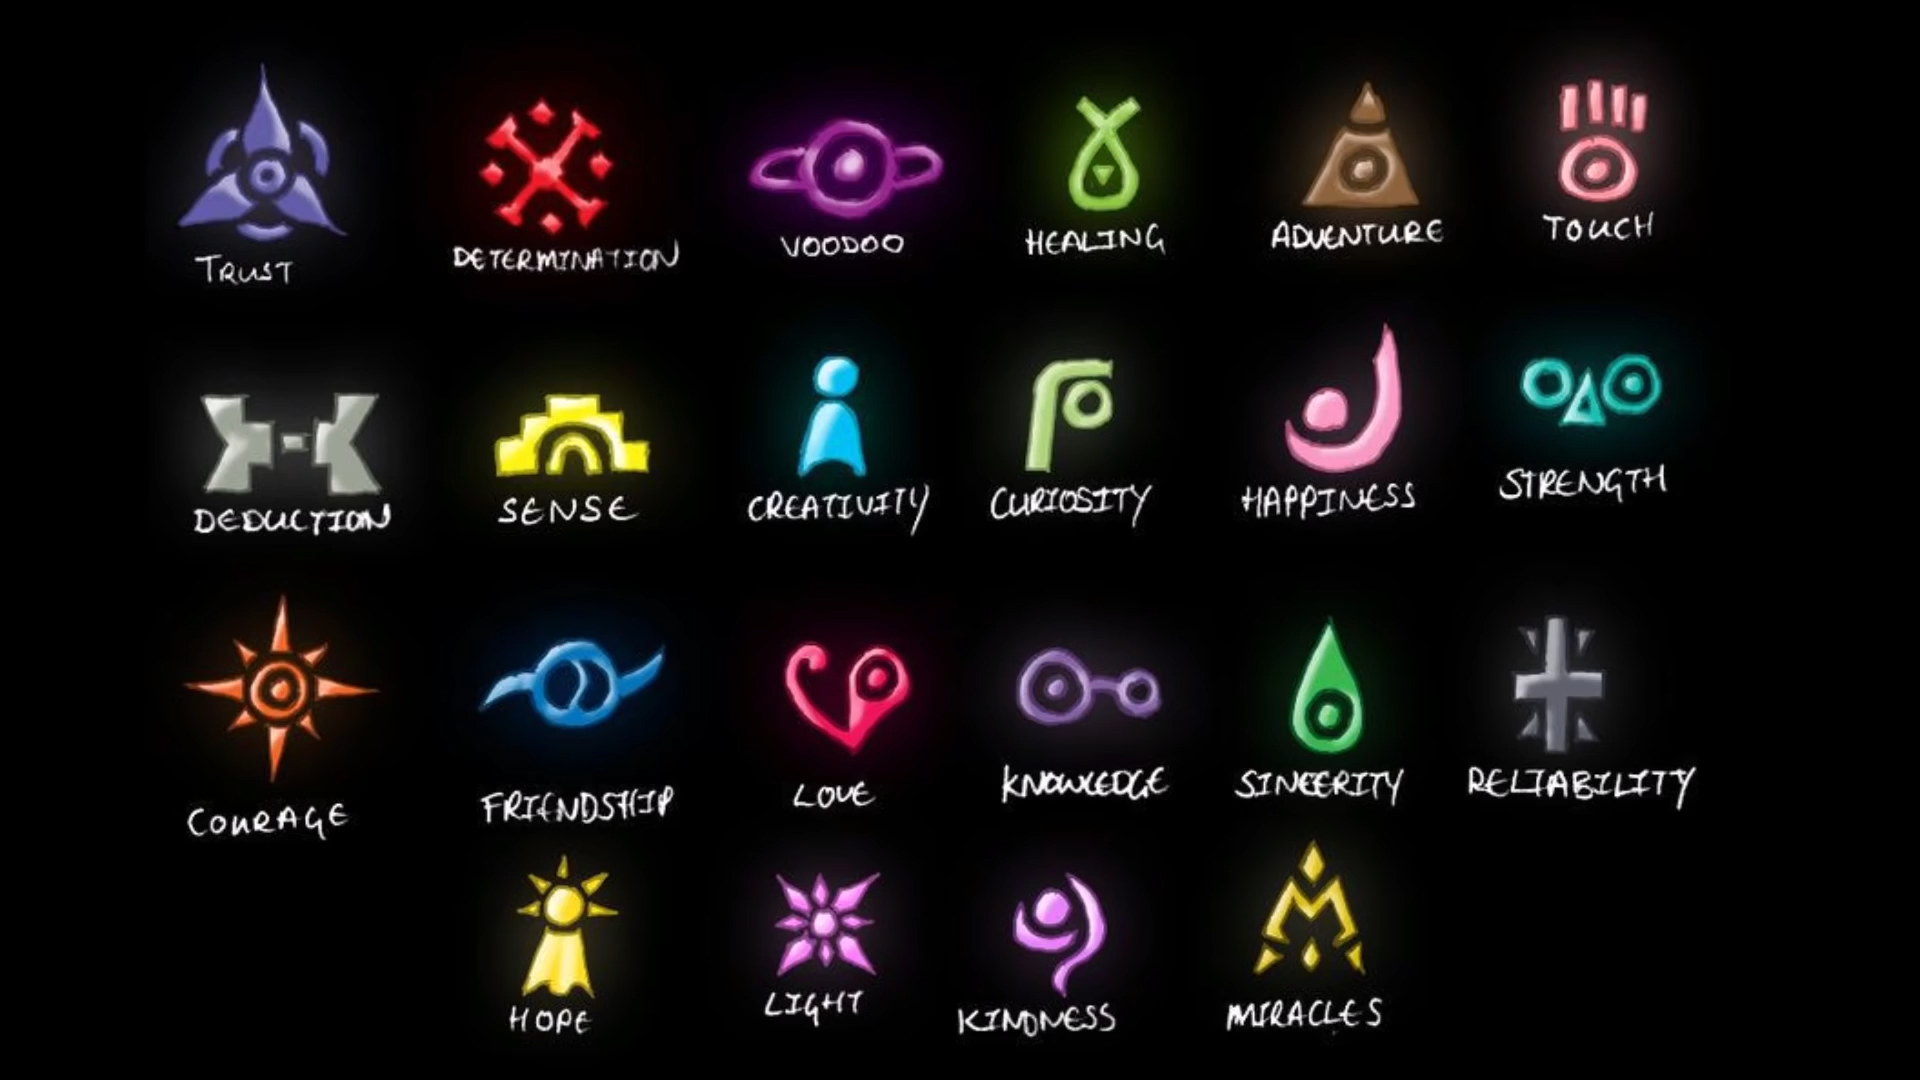 TRUST
DETERMINATION
VOODOO
HEALING
ADVENTURE
TOUCH
DEDUCTION
SENSE
CREATIVITY
CURIOSITY
HAPPINESS
STRENGTH
COURAGE
FRIENDSHIP
LOVE
KNOWLEDGE
SINCERITY
RELIABILITY
HOPE
LIGHT
KINDNESS
MIRACLES